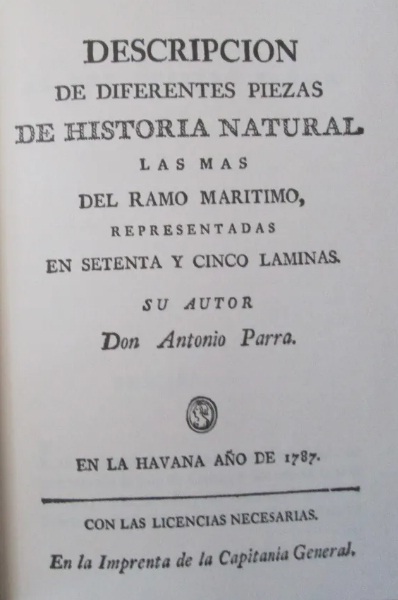 DESCRIPCION
DE DIFERENTES PIEZAS
DE HISTORIA NATURAL
LAS MAS
DEL RAMO MARITIMO,
REPRESENTADAS
EN SETENTA Y CINCO LAMINAS.
SU AUTOR
Don Antonio Parra.
EN LA HAVANA AÑO DE 1787.
CON LAS LICENCIAS NECESARIAS.
En la Imprenta de la Capitania General.